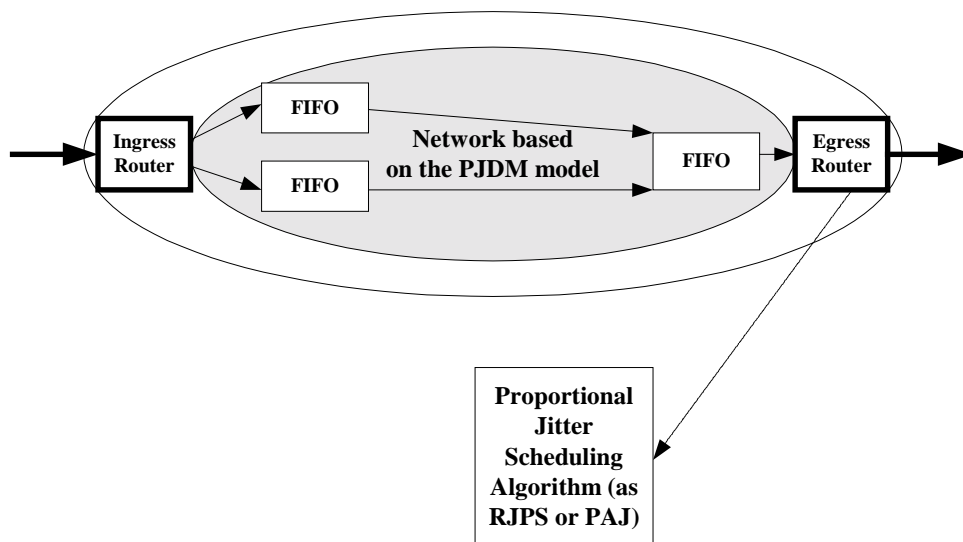 FIFO
Ingress
Router
Network based
on the PJDM model
FIFO
FIFO
Egress
Router
Proportional
Jitter
Scheduling
Algorithm (as
RJPS or PAJ)